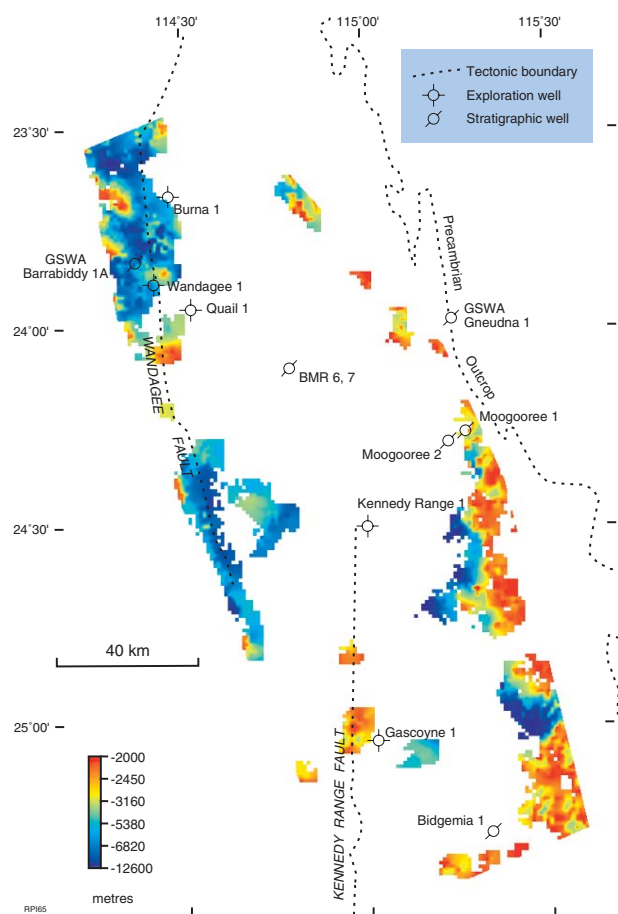 114˚30'
115˚00'
115˚30'
Tectonic boundary
Exploration well
Stratigraphic well
23˚30'
Burna 1
Precambrian
GSWA
Barrabiddy 1A
Wandagee 1
Quail 1
GSWA
Gneudna 1
24˚00'
WANDAGEE
BMR 6, 7
Outcrop
Moogooree 1
FAULT
Moogooree 2
Kennedy Range 1
24˚30'
40 km
25˚00'
Gascoyne 1
KENNEDY RANGE FAULT
-2000
-2450
-3160
-5380
-6820
-12600
metres
Bidgemia 1
RPI65